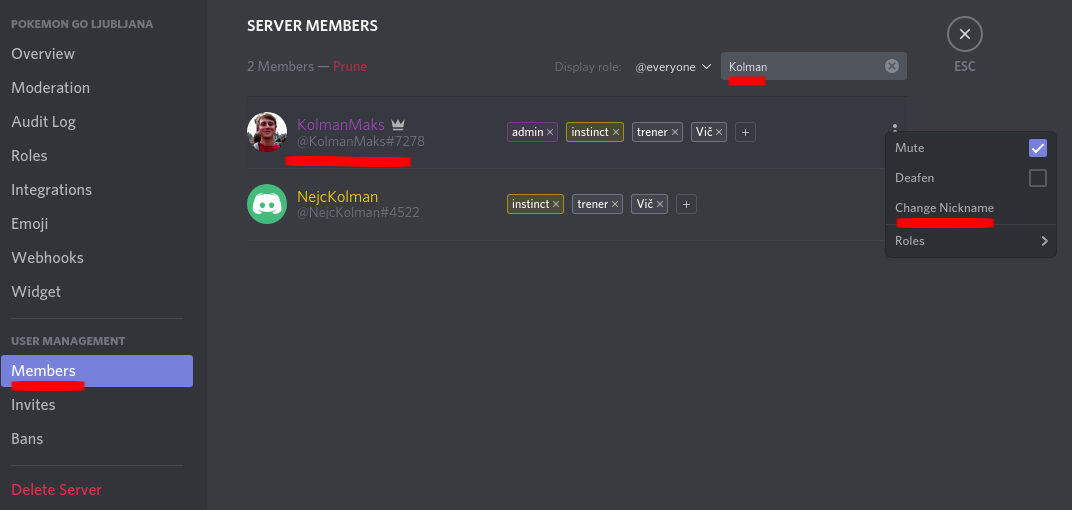 POKEMON GO LJUBLJANA
Overview
Moderation
Audit Log
Roles
Integrations
Emoji
Webhooks
Widget
USER MANAGEMENT
Members
Invites
Bans
Delete Server
SERVER MEMBERS
2 Members — Prune
Display role: @everyone
Kolman
ESC
KolmanMaks
@KolmanMaks#7278
admin × instinct × trener × Vič × +
NejcKolman
@NejcKolman#4522
instinct × trener × Vič × +
Mute
Deafen
Change Nickname
Roles